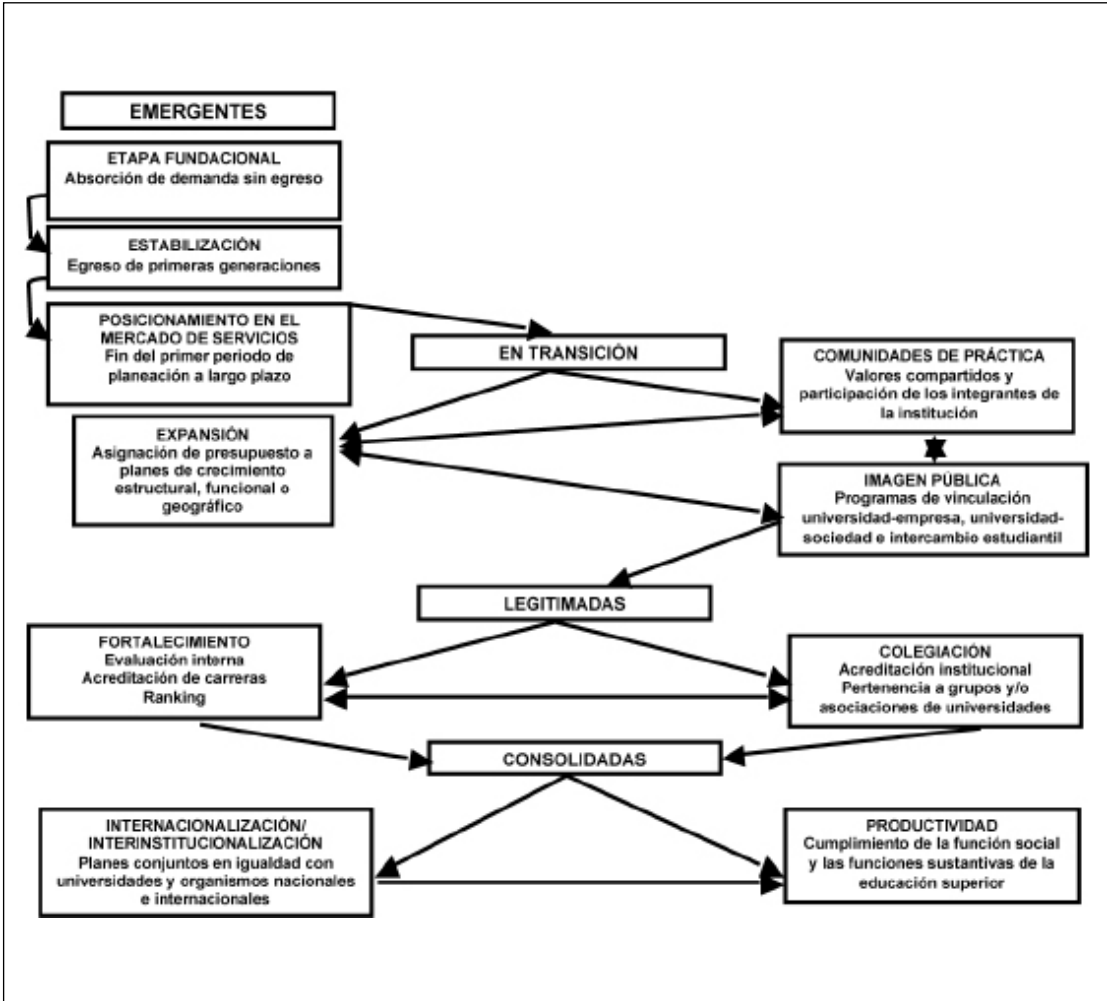 EMERGENTES
ETAPA FUNDACIONAL
Absorción de demanda sin egreso
ESTABILIZACIÓN
Egreso de primeras generaciones
POSICIONAMIENTO EN EL
MERCADO DE SERVICIOS
Fin del primer periodo de
planeación a largo plazo
EN TRANSICIÓN
COMUNIDADES DE PRÁCTICA
Valores compartidos y
participación de los integrantes de
la institución
EXPANSIÓN
Asignación de presupuesto a
planes de crecimiento
estructural, funcional o
geográfico
IMAGEN PÚBLICA
Programas de vinculación
universidad-empresa, universidad-
sociedad e intercambio estudiantil
LEGITIMADAS
FORTALECIMIENTO
Evaluación interna
Acreditación de carreras
Ranking
COLEGIACIÓN
Acreditación institucional
Pertenencia a grupos y/o
asociaciones de universidades
CONSOLIDADAS
INTERNACIONALIZACIÓN/
INTERINSTITUCIONALIZACIÓN
Planes conjuntos en igualdad con
universidades y organismos nacionales
e internacionales
PRODUCTIVIDAD
Cumplimiento de la función social
y las funciones sustantivas de la
educación superior